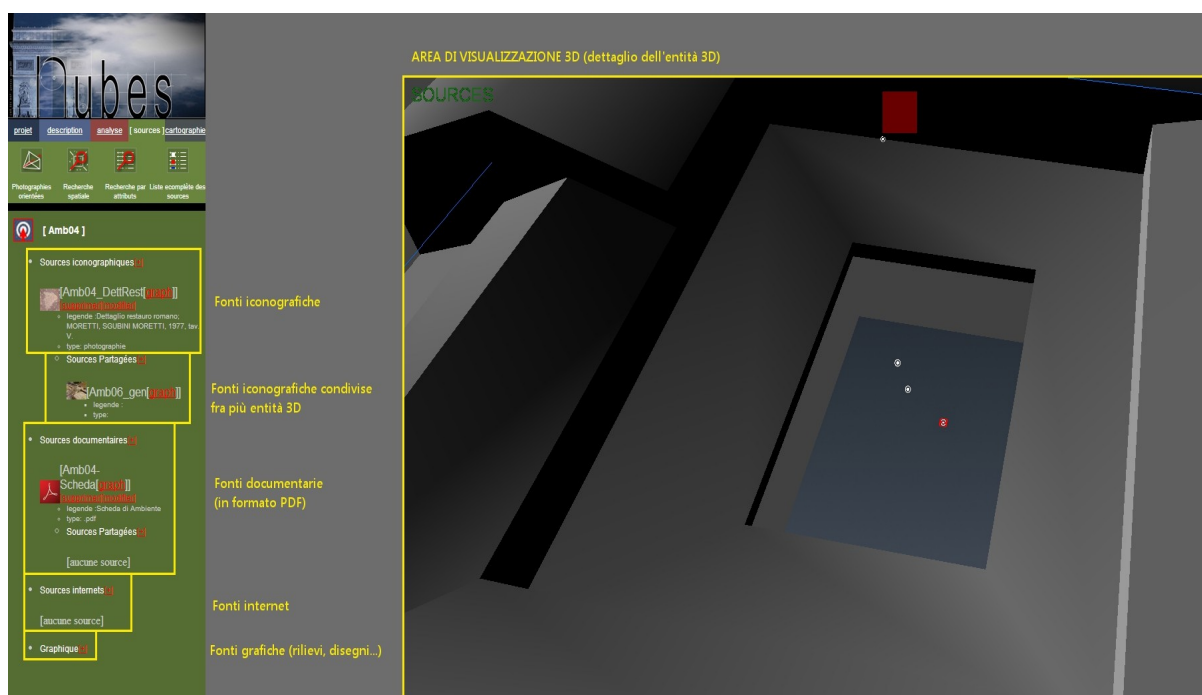 nubes
projet description analyse [ sources ] cartographie
Photographies orientées
Recherche spatiale
Recherche par attributs
Liste ecomplète des sources
[ Amb04 ]
Sources iconographiques
[Amb04_DettRest[ ]]
legende :Dettaglio restauro romano;
MORETTI, SGUBINI MORETTI, 1977, tav.
V.
type: photographie
Sources Partagées
[Amb06_gen[ ]]
legende :
type:
Sources documentaires
[Amb04-
Scheda[ ]]
legende :Scheda di Ambiente
type: .pdf
Sources Partagées
[aucune source]
Sources internets
[aucune source]
Graphique
Fonti iconografiche
Fonti iconografiche condivise
fra più entità 3D
Fonti documentarie
(in formato PDF)
Fonti internet
Fonti grafiche (rilievi, disegni...)
AREA DI VISUALIZZAZIONE 3D (dettaglio dell'entità 3D)
SOURCES